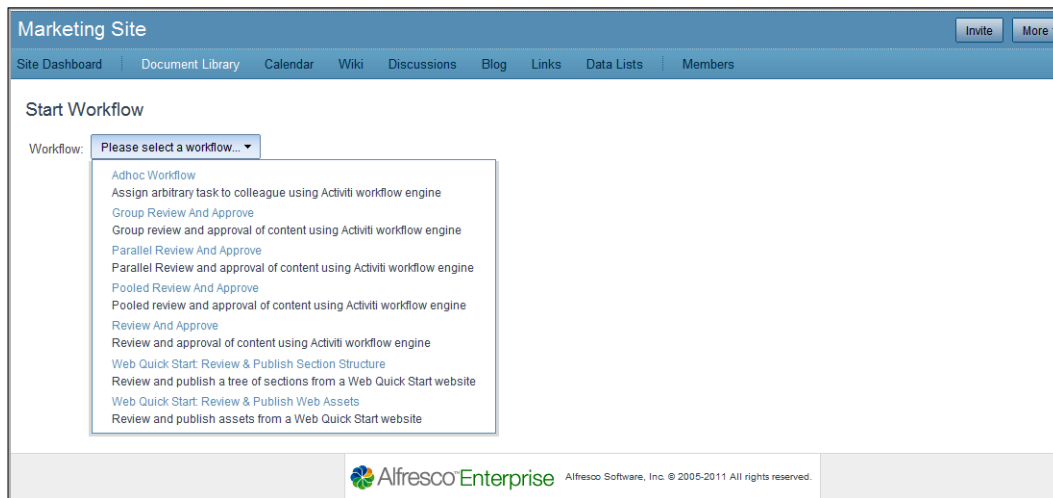 Marketing Site
Invite
More
Site Dashboard Document Library Calendar Wiki Discussions Blog Links Data Lists Members
Start Workflow
Workflow: Please select a workflow...
Adhoc Workflow
Assign arbitrary task to colleague using Activiti workflow engine
Group Review And Approve
Group review and approval of content using Activiti workflow engine
Parallel Review And Approve
Parallel Review and approval of content using Activiti workflow engine
Pooled Review And Approve
Pooled review and approval of content using Activiti workflow engine
Review And Approve
Review and approval of content using Activiti workflow engine
Web Quick Start: Review & Publish Section Structure
Review and publish a tree of sections from a Web Quick Start website
Web Quick Start: Review & Publish Web Assets
Review and publish assets from a Web Quick Start website
Alfresco™ Enterprise Alfresco Software, Inc. © 2005-2011 All rights reserved.